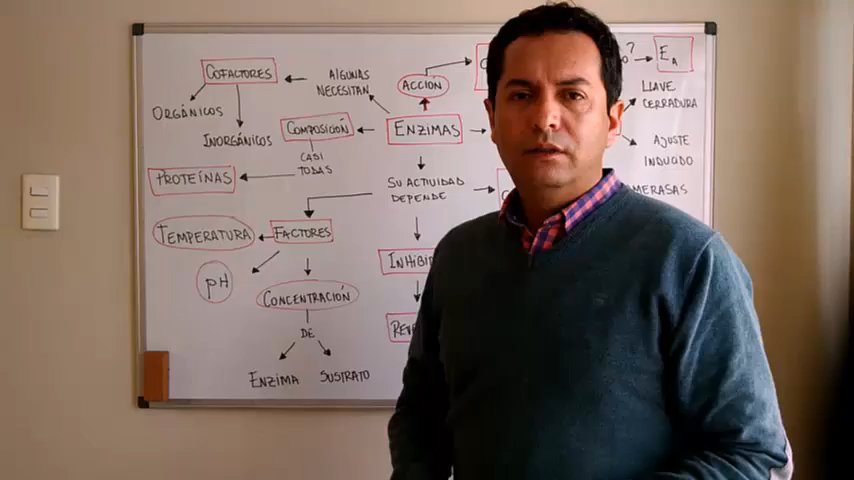 COFACTORES
ALGUNAS
NECESITAN
ACCIÓN
?
EA
LLAVE
CERRADURA
ORGÁNICOS
INORGÁNICOS
COMPOSICIÓN
ENZIMAS
AJUSTE
INDUCIDO
CASI
TODAS
PROTEÍNAS
SU ACTIVIDAD
DEPENDE
TEMPERATURA
FACTORES
pH
CONCENTRACIÓN
DE
ENZIMA
SUSTRATO